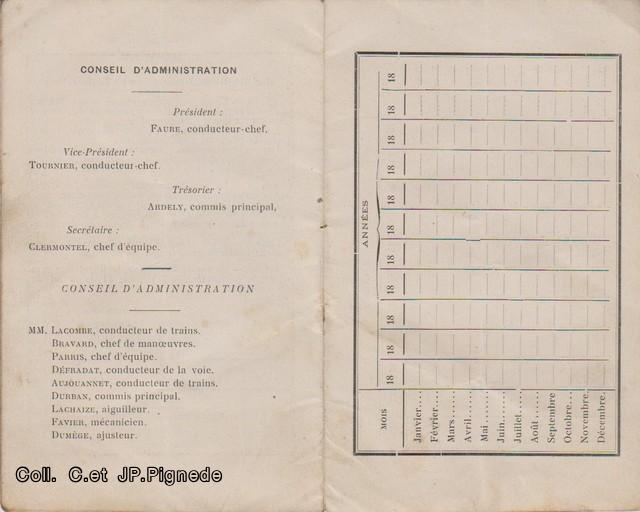 CONSEIL D'ADMINISTRATION
Président :
FAURE, conducteur-chef.
Vice-Président :
TOURNIER, conducteur-chef.
Trésorier :
ARDELY, commis principal,
Secrétaire :
CLERMONTEL, chef d'équipe.
CONSEIL D'ADMINISTRATION
MM. LACOMBE, conducteur de trains.
BRAVARD, chef de manœuvres.
PARRIS, chef d'équipe.
DÉFRADAT, conducteur de la voie.
AUJOUANNET, conducteur de trains.
DURBAN, commis principal.
LACHAIZE, aiguilleur.
FAVIER, mécanicien.
DUMÈGE, ajusteur.
Coll. C.et JP.Pignede
ANNÉES
18
18
18
18
18
18
18
18
18
18
18
MOIS
Janvier....
Février....
Mars......
Avril......
Mai.......
Juin......
Juillet....
Août .....
Septembre
Octobre...
Novembre.
Décembre.